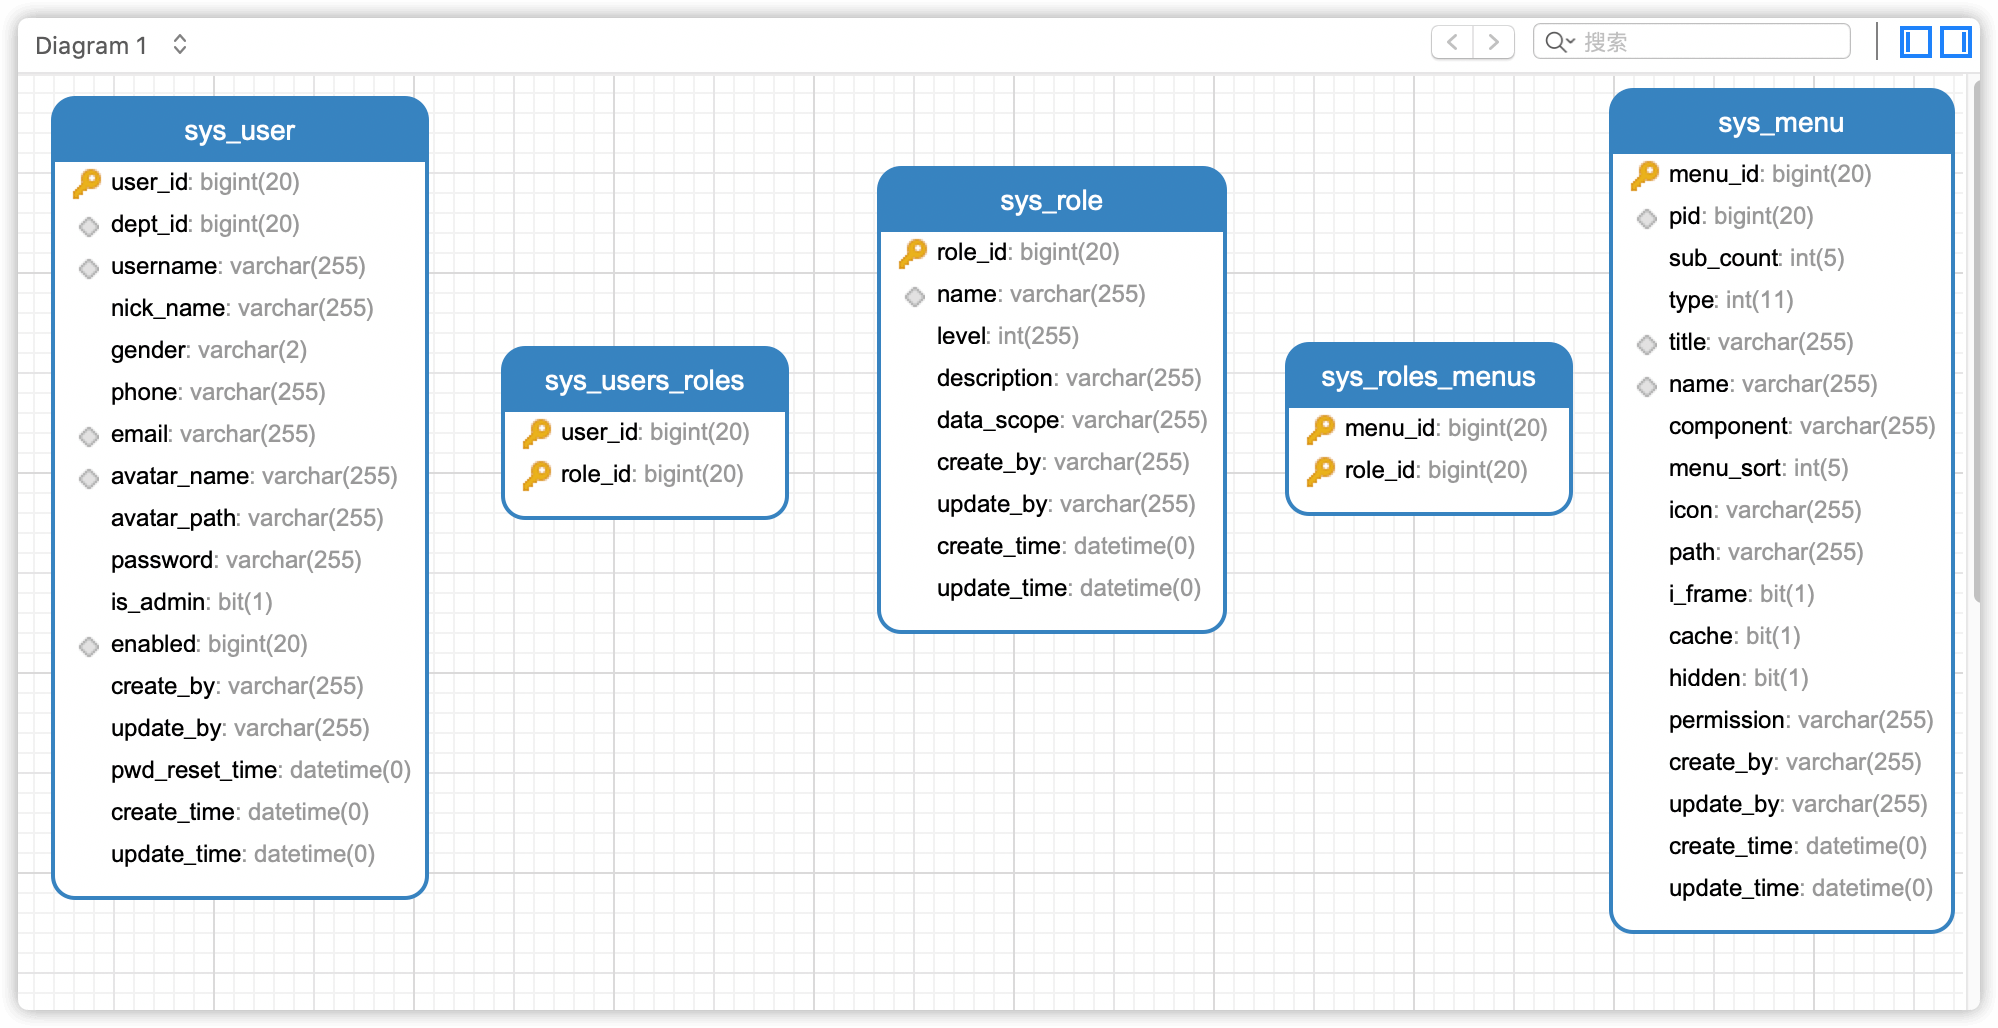 Diagram 1
搜索
sys_user
user_id: bigint(20)
dept_id: bigint(20)
username: varchar(255)
nick_name: varchar(255)
gender: varchar(2)
phone: varchar(255)
email: varchar(255)
avatar_name: varchar(255)
avatar_path: varchar(255)
password: varchar(255)
is_admin: bit(1)
enabled: bigint(20)
create_by: varchar(255)
update_by: varchar(255)
pwd_reset_time: datetime(0)
create_time: datetime(0)
update_time: datetime(0)
sys_users_roles
user_id: bigint(20)
role_id: bigint(20)
sys_role
role_id: bigint(20)
name: varchar(255)
level: int(255)
description: varchar(255)
data_scope: varchar(255)
create_by: varchar(255)
update_by: varchar(255)
create_time: datetime(0)
update_time: datetime(0)
sys_roles_menus
menu_id: bigint(20)
role_id: bigint(20)
sys_menu
menu_id: bigint(20)
pid: bigint(20)
sub_count: int(5)
type: int(11)
title: varchar(255)
name: varchar(255)
component: varchar(255)
menu_sort: int(5)
icon: varchar(255)
path: varchar(255)
i_frame: bit(1)
cache: bit(1)
hidden: bit(1)
permission: varchar(255)
create_by: varchar(255)
update_by: varchar(255)
create_time: datetime(0)
update_time: datetime(0)